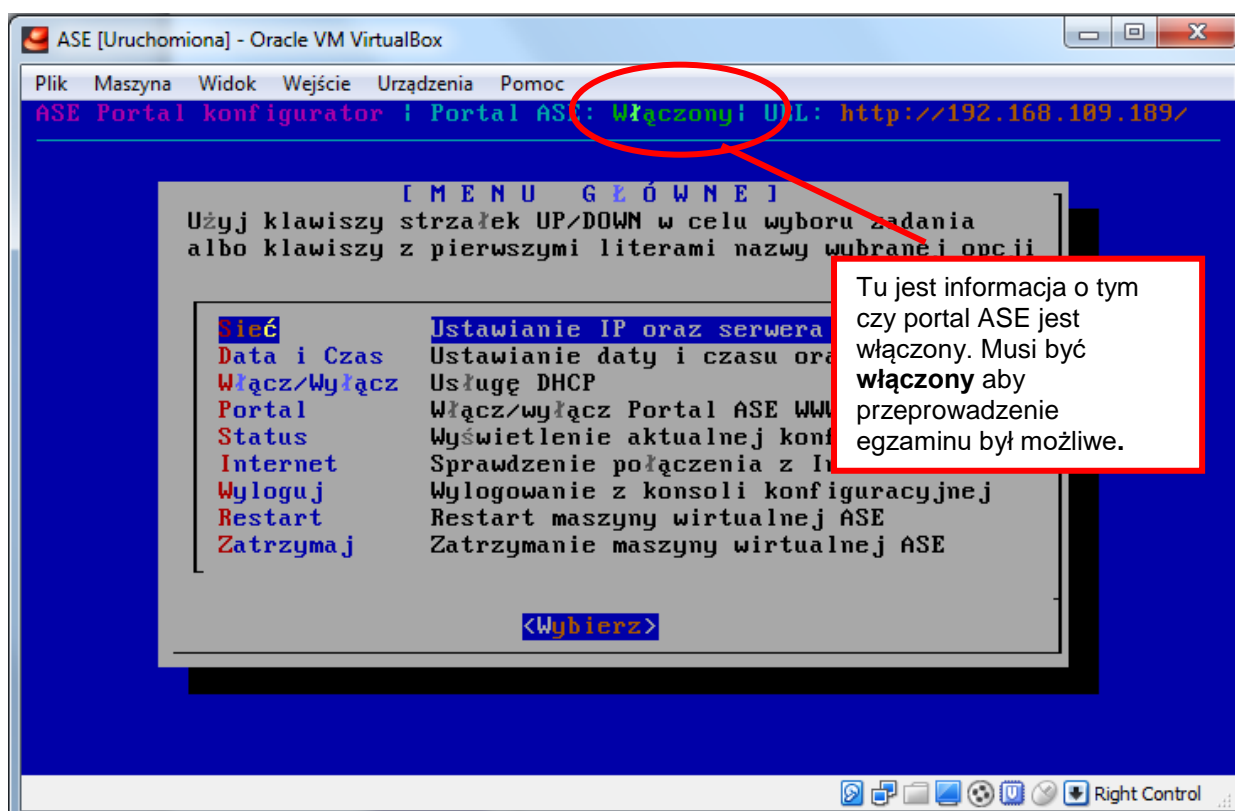 ASE [Uruchomiona] - Oracle VM VirtualBox
Plik Maszyna Widok Wejście Urządzenia Pomoc
ASE Portal konfigurator | Portal ASE: Włączony| URL: http://192.168.109.189/
[ M E N U G Ł Ó W N E ]
Użyj klawiszy strzałek UP/DOWN w celu wyboru zadania
albo klawiszy z pierwszymi literami nazwy wybranej opcji
Sieć Ustawianie IP oraz serwera
Data i Czas Ustawianie daty i czasu ora
Włącz/Wyłącz Usługę DHCP
Portal Włącz/wyłącz Portal ASE WWW
Status Wyświetlenie aktualnej konf
Internet Sprawdzenie połączenia z In
Wyloguj Wylogowanie z konsoli konfiguracyjnej
Restart Restart maszyny wirtualnej ASE
Zatrzymaj Zatrzymanie maszyny wirtualnej ASE
<Wybierz>
Tu jest informacja o tym
czy portal ASE jest
włączony. Musi być
włączony aby
przeprowadzenie
egzaminu był możliwe.
Right Control